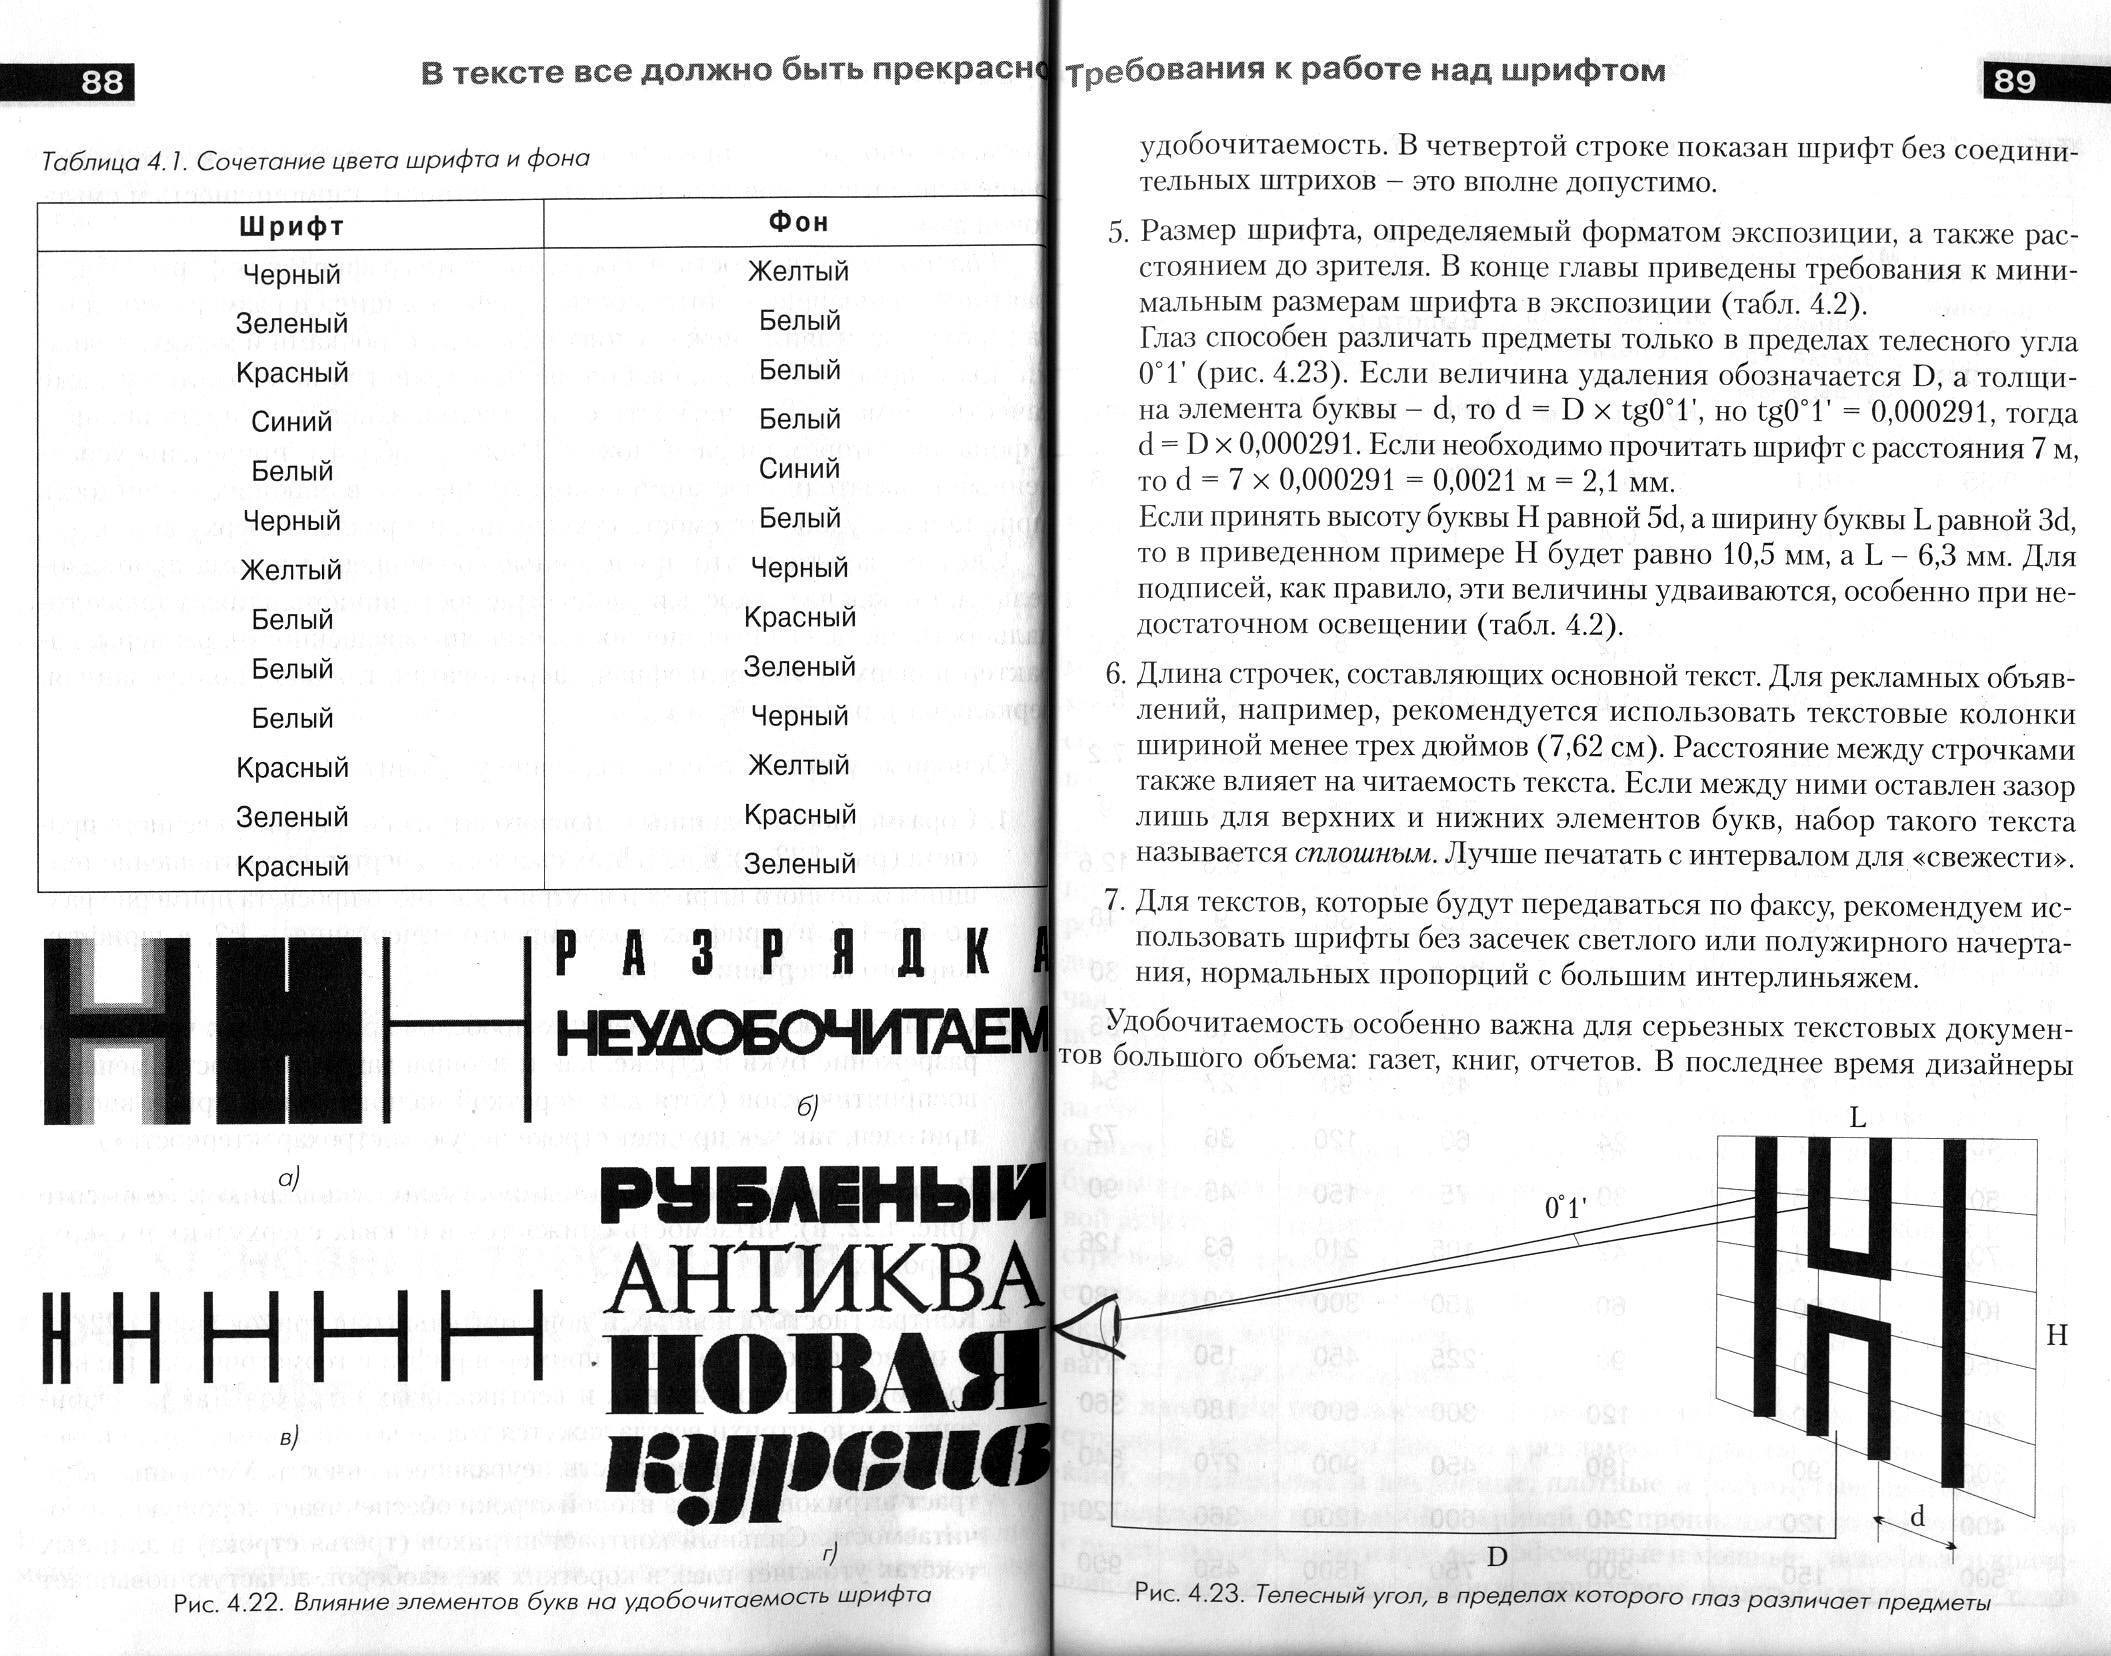 88
В тексте все должно быть прекрасно
Таблица 4.1. Сочетание цвета шрифта и фона
Шрифт Фон
Черный Желтый
Зеленый Белый
Красный Белый
Синий Белый
Белый Синий
Черный Белый
Желтый Черный
Белый Красный
Белый Зеленый
Белый Черный
Красный Желтый
Зеленый Красный
Красный Зеленый
Н Н Н
РАЗРЯДКА
НЕУДОБОЧИТАЕМ
а)
б)
Н Н Н Н Н
РУБЛЕНЫЙ
АНТИКВА
НОВАЯ
курсив
в)
г)
Рис. 4.22. Влияние элементов букв на удобочитаемость шрифта
Требования к работе над шрифтом
89
удобочитаемость. В четвертой строке показан шрифт без соедини-
тельных штрихов – это вполне допустимо.
5. Размер шрифта, определяемый форматом экспозиции, а также рас-
стоянием до зрителя. В конце главы приведены требования к мини-
мальным размерам шрифта в экспозиции (табл. 4.2).
Глаз способен различать предметы только в пределах телесного угла
0°1' (рис. 4.23). Если величина удаления обозначается D, а толщи-
на элемента буквы – d, то d = D × tg0°1', но tg0°1' = 0,000291, тогда
d = D × 0,000291. Если необходимо прочитать шрифт с расстояния 7 м,
то d = 7 × 0,000291 = 0,0021 м = 2,1 мм.
Если принять высоту буквы H равной 5d, а ширину буквы L равной 3d,
то в приведенном примере H будет равно 10,5 мм, а L – 6,3 мм. Для
подписей, как правило, эти величины удваиваются, особенно при не-
достаточном освещении (табл. 4.2).
6. Длина строчек, составляющих основной текст. Для рекламных объяв-
лений, например, рекомендуется использовать текстовые колонки
шириной менее трех дюймов (7,62 см). Расстояние между строчками
также влияет на читаемость текста. Если между ними оставлен зазор
лишь для верхних и нижних элементов букв, набор такого текста
называется сплошным. Лучше печатать с интервалом для «свежести».
7. Для текстов, которые будут передаваться по факсу, рекомендуем ис-
пользовать шрифты без засечек светлого или полужирного начерта-
ния, нормальных пропорций с большим интерлиньяжем.
Удобочитаемость особенно важна для серьезных текстовых докумен-
тов большого объема: газет, книг, отчетов. В последнее время дизайнеры
L
0°1'
H
d
D
Рис. 4.23. Телесный угол, в пределах которого глаз различает предметы